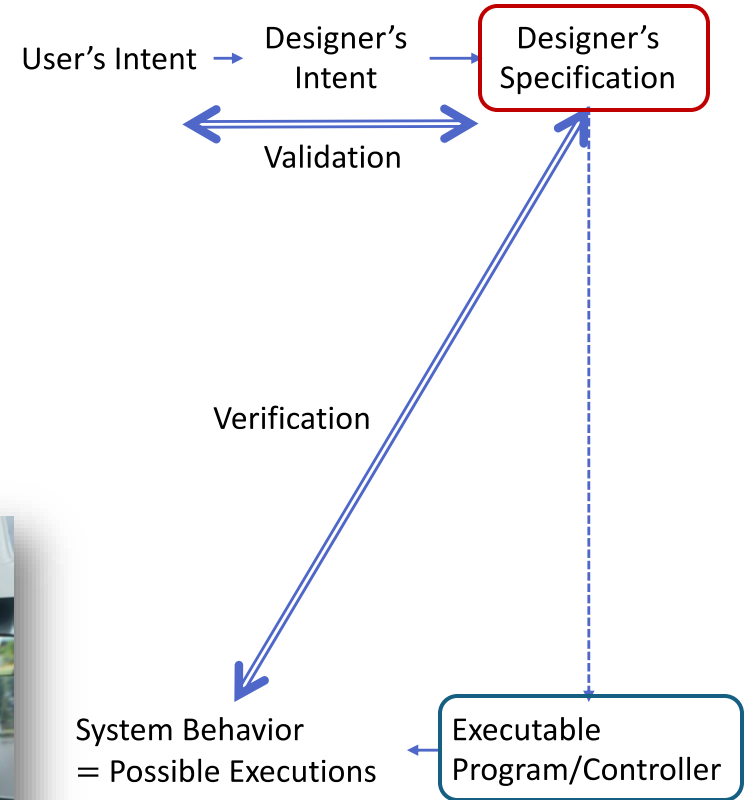 User’s Intent
Designer’s
Intent
Designer’s
Specification
Validation
Verification
System Behavior
= Possible Executions
Executable
Program/Controller